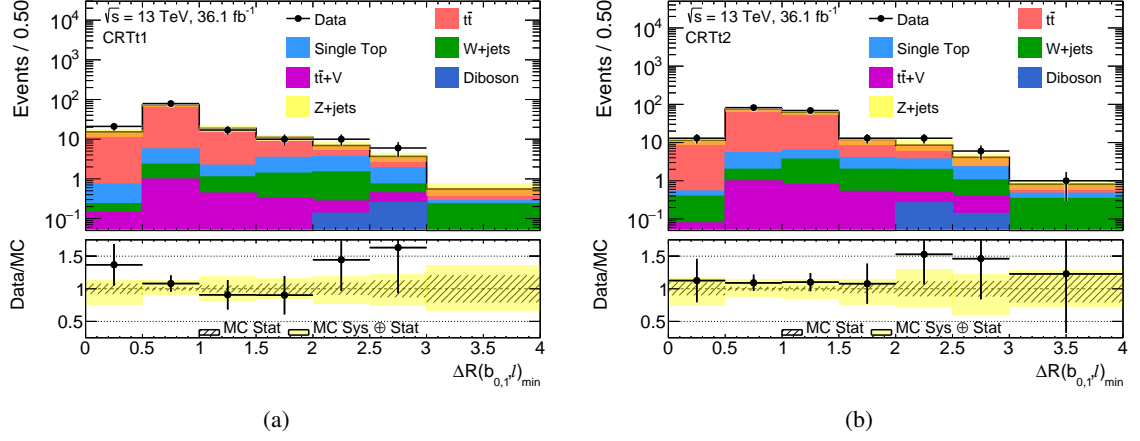 √s = 13 TeV, 36.1 fb⁻¹
CRTt1
Data
tt̄
Single Top
W+jets
tt̄+V
Diboson
Z+jets
Events / 0.50
10³
10²
10
1
10⁻¹
Data/MC
1.5
1
0.5
MC Stat
MC Sys ⊕ Stat
0 0.5 1 1.5 2 2.5 3 3.5 4
ΔR(b₀,₁,l)min
(a)
√s = 13 TeV, 36.1 fb⁻¹
CRTt2
Data
tt̄
Single Top
W+jets
tt̄+V
Diboson
Z+jets
Events / 0.50
10³
10²
10
1
10⁻¹
Data/MC
1.5
1
0.5
MC Stat
MC Sys ⊕ Stat
0 0.5 1 1.5 2 2.5 3 3.5 4
ΔR(b₀,₁,l)min
(b)